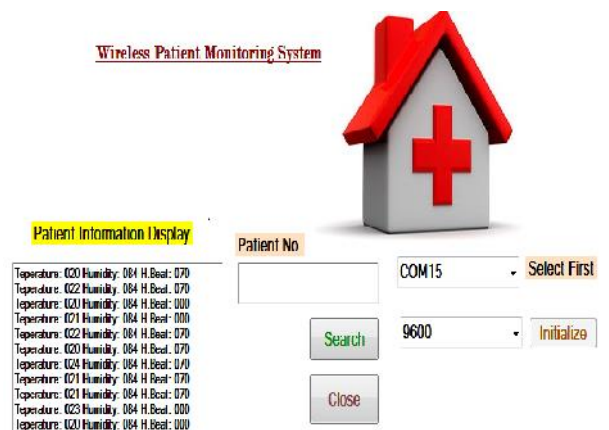 Wireless Patient Monitoring System
Patient Information Display
Patient No
COM15
Select First
Teperature: 020 Humidity: 084 H.Beat: 070
Teperature: 022 Humidity: 084 H.Beat: 070
Teperature: 020 Humidity: 084 H.Beat: 000
Teperature: 021 Humidity: 084 H.Beat: 000
Teperature: 022 Humidity: 084 H.Beat: 070
Teperature: 020 Humidity: 084 H.Beat: 070
Teperature: 024 Humidity: 084 H.Beat: 070
Teperature: 021 Humidity: 084 H.Beat: 070
Teperature: 021 Humidity: 084 H.Beat: 070
Teperature: 023 Humidity: 084 H.Beat: 000
Teperature: 020 Humidity: 084 H.Beat: 000
Search
9600
Initialize
Close